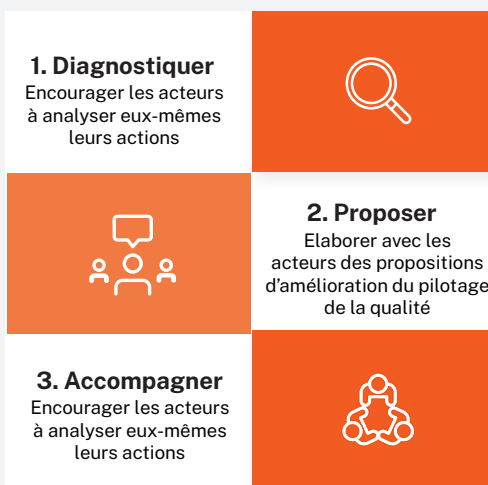 1. Diagnostiquer
Encourager les acteurs
à analyser eux-mêmes
leurs actions
2. Proposer
Elaborer avec les
acteurs des propositions
d'amélioration du pilotage
de la qualité
3. Accompagner
Encourager les acteurs
à analyser eux-mêmes
leurs actions